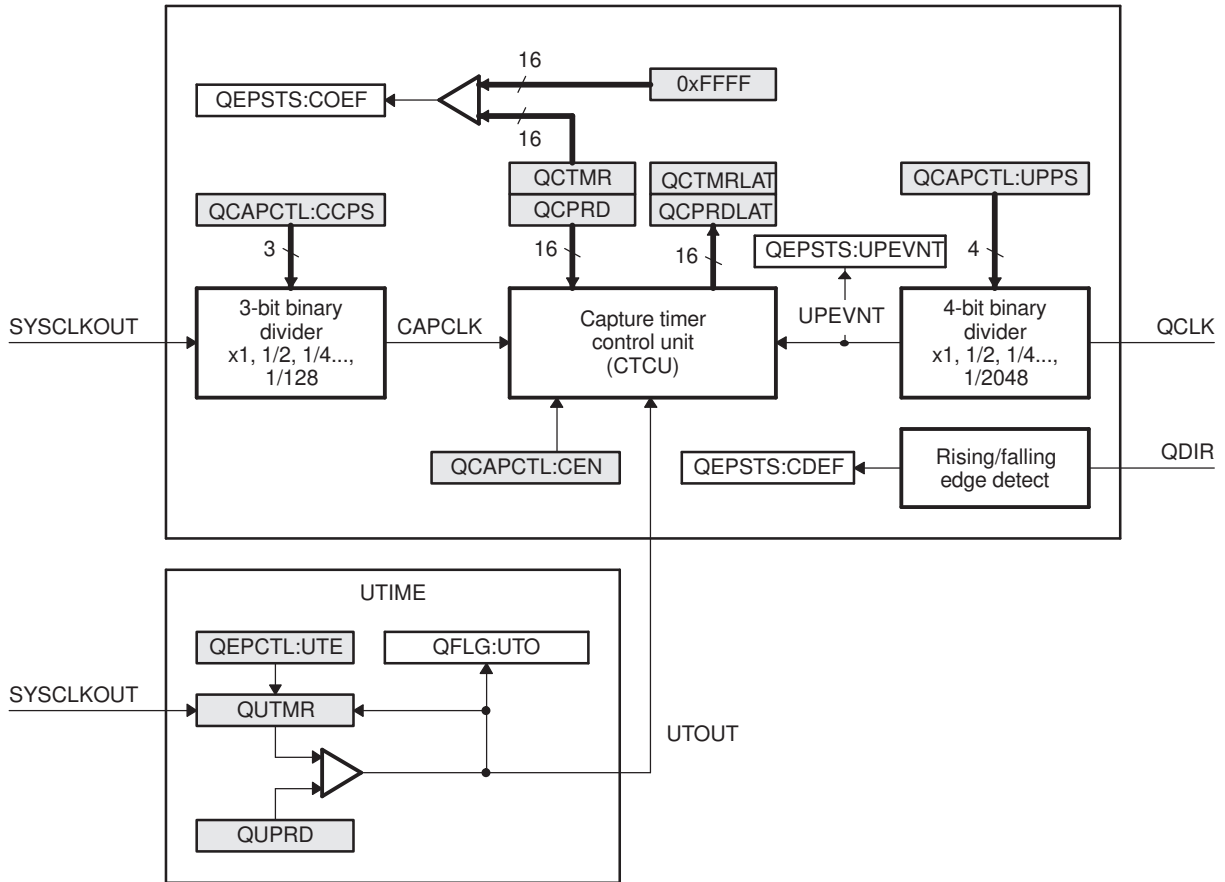 16
0xFFFF
QEPSTS:COEF
16
QCTMR
QCTMRLAT
QCAPCTL:UPPS
QCAPCTL:CCPS
QCPRD
QCPRDLAT
3
16
16
QEPSTS:UPEVNT
4
SYSCLKOUT
3-bit binary
divider
x1, 1/2, 1/4...,
1/128
CAPCLK
Capture timer
control unit
(CTCU)
UPEVNT
4-bit binary
divider
x1, 1/2, 1/4...,
1/2048
QCLK
QCAPCTL:CEN
QEPSTS:CDEF
Rising/falling
edge detect
QDIR
UTIME
QEPCTL:UTE
QFLG:UTO
SYSCLKOUT
QUTMR
UTOUT
QUPRD